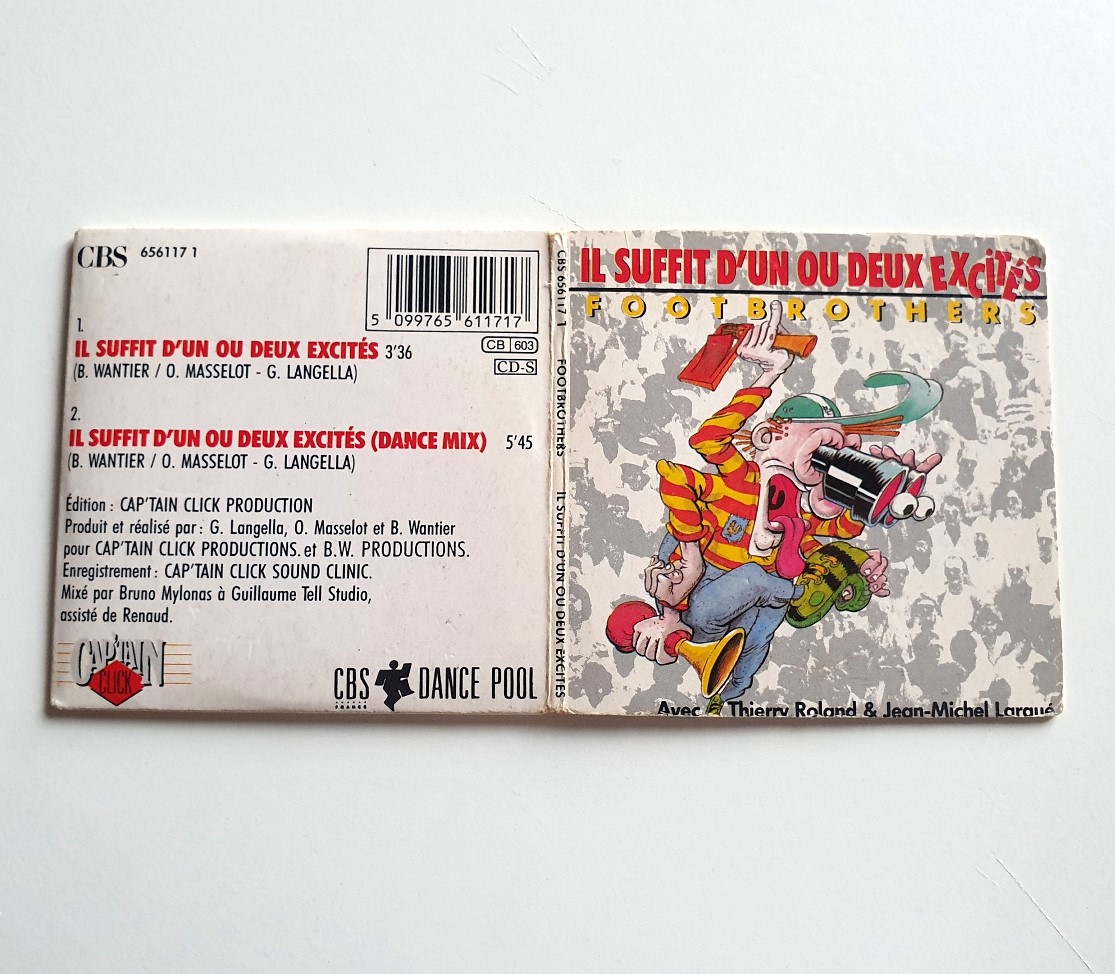 CBS 656117 1
5 099765 611717
CB 603
CD-S
1.
IL SUFFIT D'UN OU DEUX EXCITÉS 3'36
(B. WANTIER / O. MASSELOT - G. LANGELLA)
2.
IL SUFFIT D'UN OU DEUX EXCITÉS (DANCE MIX) 5'45
(B. WANTIER / O. MASSELOT - G. LANGELLA)
Édition : CAP'TAIN CLICK PRODUCTION
Produit et réalisé par : G. Langella, O. Masselot et B. Wantier
pour CAP'TAIN CLICK PRODUCTIONS. et B.W. PRODUCTIONS.
Enregistrement : CAP'TAIN CLICK SOUND CLINIC.
Mixé par Bruno Mylonas à Guillaume Tell Studio,
assisté de Renaud.
CAP'TAIN
CLICK
CBS DANCE POOL
FRANCE
CBS 656117 1 FOOTBROTHERS IL SUFFIT D'UN OU DEUX EXCITÉS
IL SUFFIT D'UN OU DEUX EXCITÉS
FOOTBROTHERS
Avec Thierry Roland & Jean-Michel Larqué